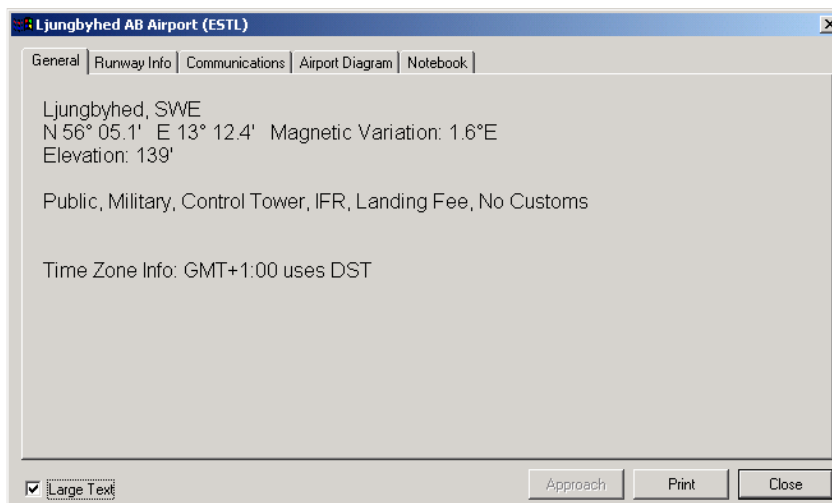 Ljungbyhed AB Airport (ESTL)
General Runway Info Communications Airport Diagram Notebook
Ljungbyhed, SWE
N 56° 05.1' E 13° 12.4' Magnetic Variation: 1.6°E
Elevation: 139'
Public, Military, Control Tower, IFR, Landing Fee, No Customs
Time Zone Info: GMT+1:00 uses DST
Large Text Approach Print Close